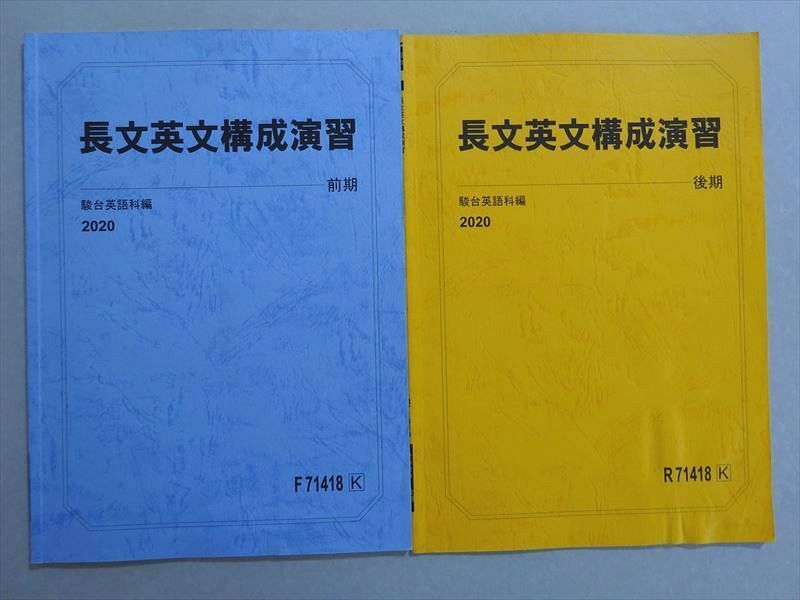 長文英文構成演習
前期
駿台英語科編
2020
F71418 K
長文英文構成演習
後期
駿台英語科編
2020
R71418 K